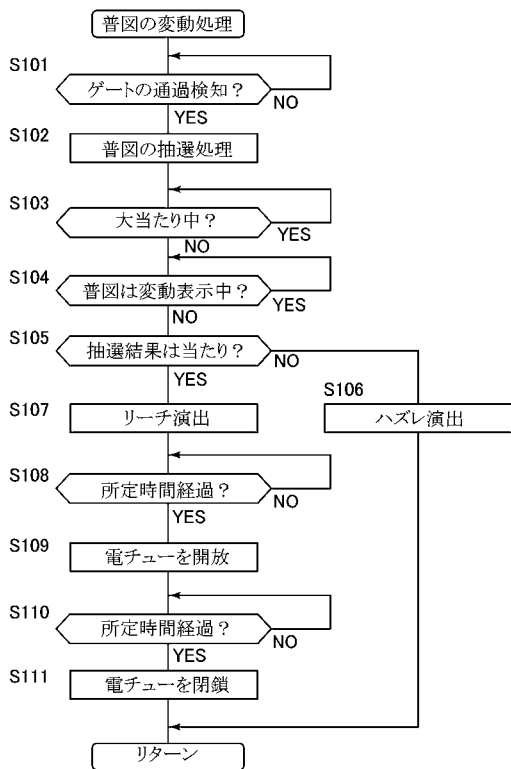 普図の変動処理
S101
ゲートの通過検知？
NO
YES
S102
普図の抽選処理
S103
大当たり中？
YES
NO
S104
普図は変動表示中？
YES
NO
S105
抽選結果は当たり？
NO
YES
S106
S107
リーチ演出
ハズレ演出
S108
所定時間経過？
NO
YES
S109
電チューを開放
S110
所定時間経過？
NO
YES
S111
電チューを閉鎖
リターン